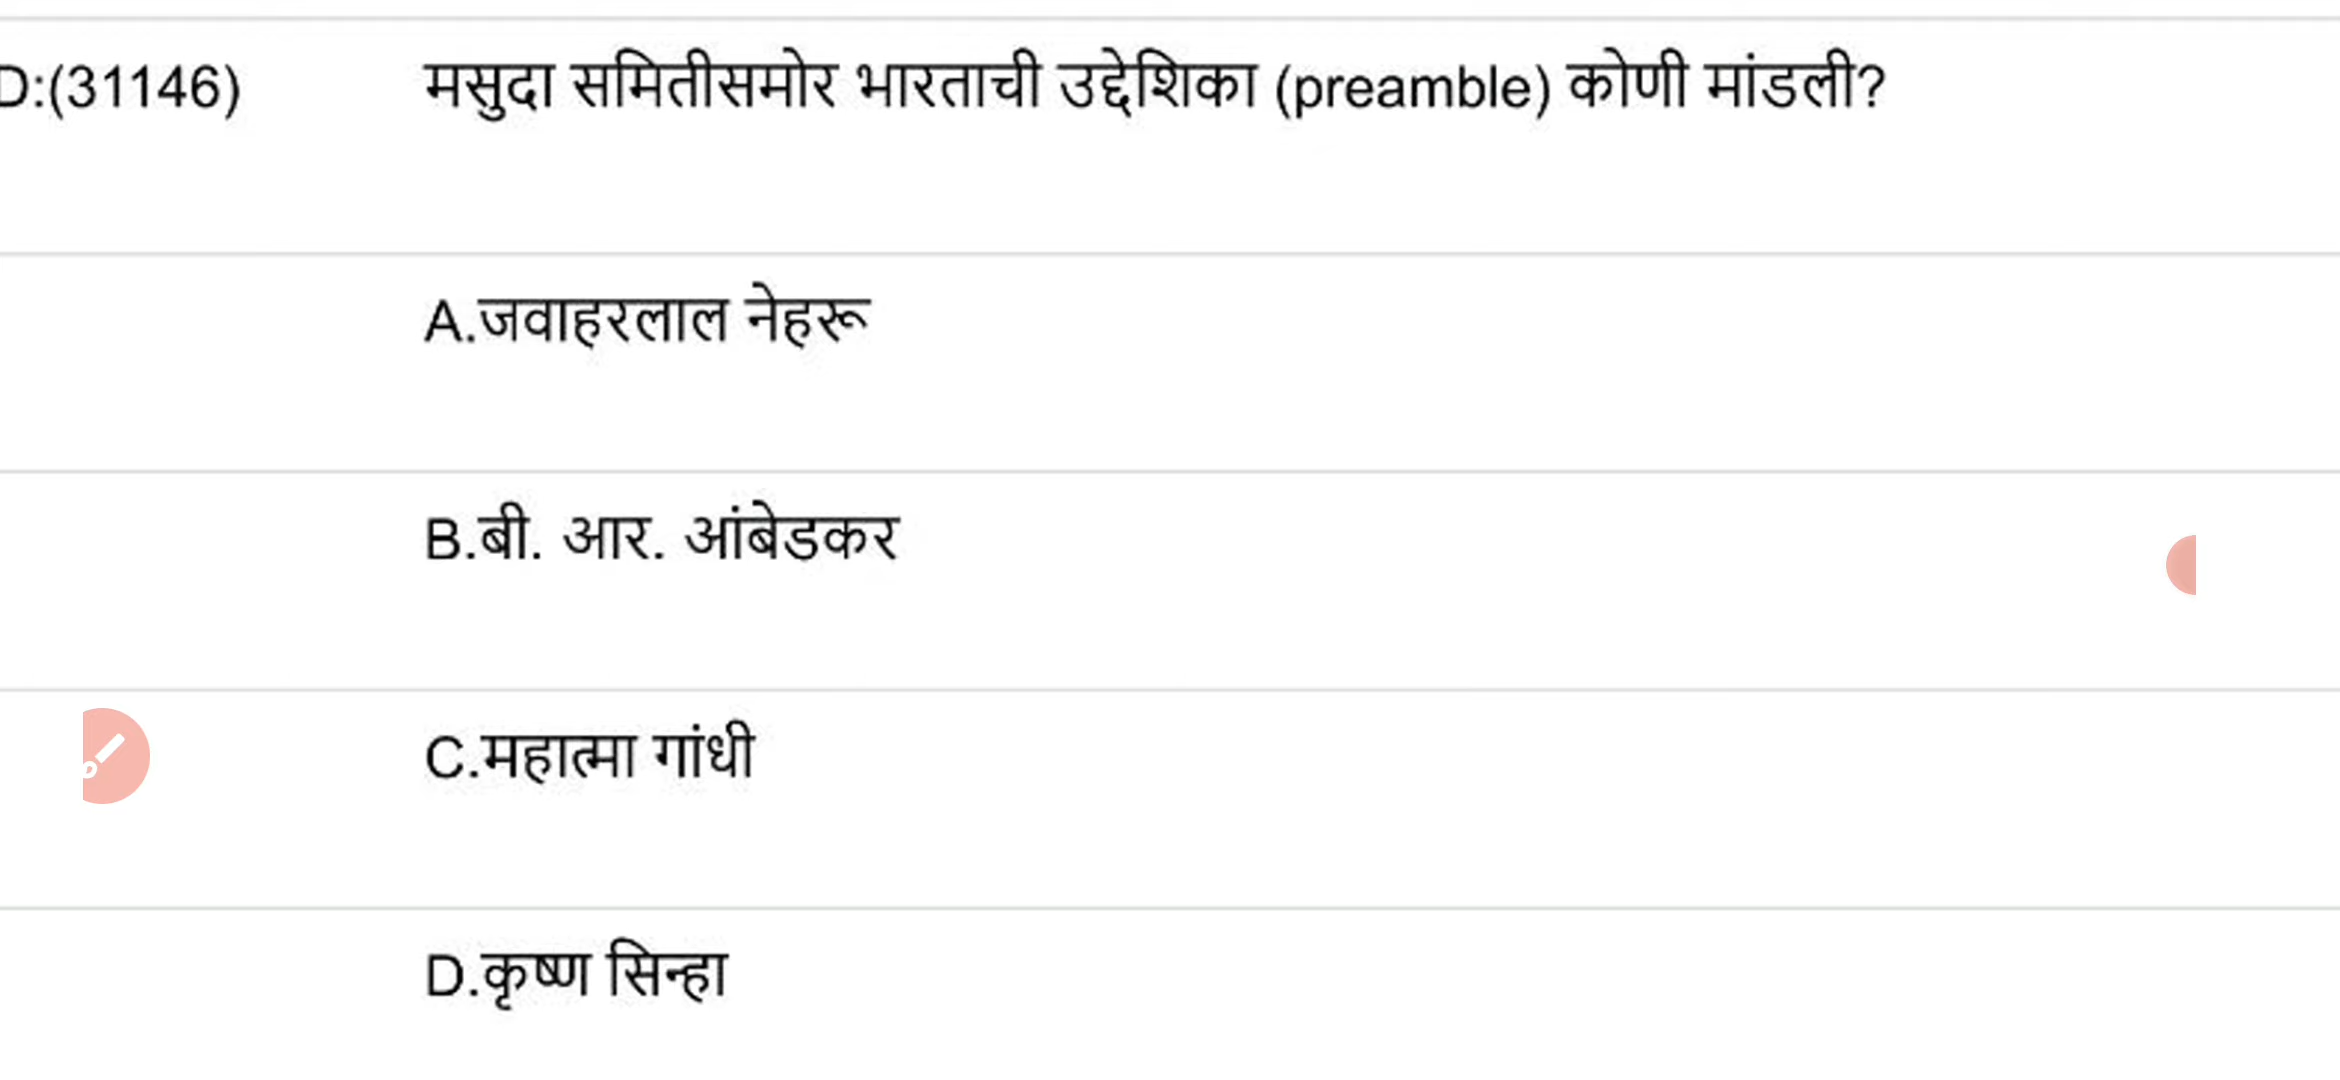 D:(31146) मसुदा समितीसमोर भारताची उद्देशिका (preamble) कोणी मांडली?
A.जवाहरलाल नेहरू
B.बी. आर. आंबेडकर
C.महात्मा गांधी
D.कृष्ण सिन्हा